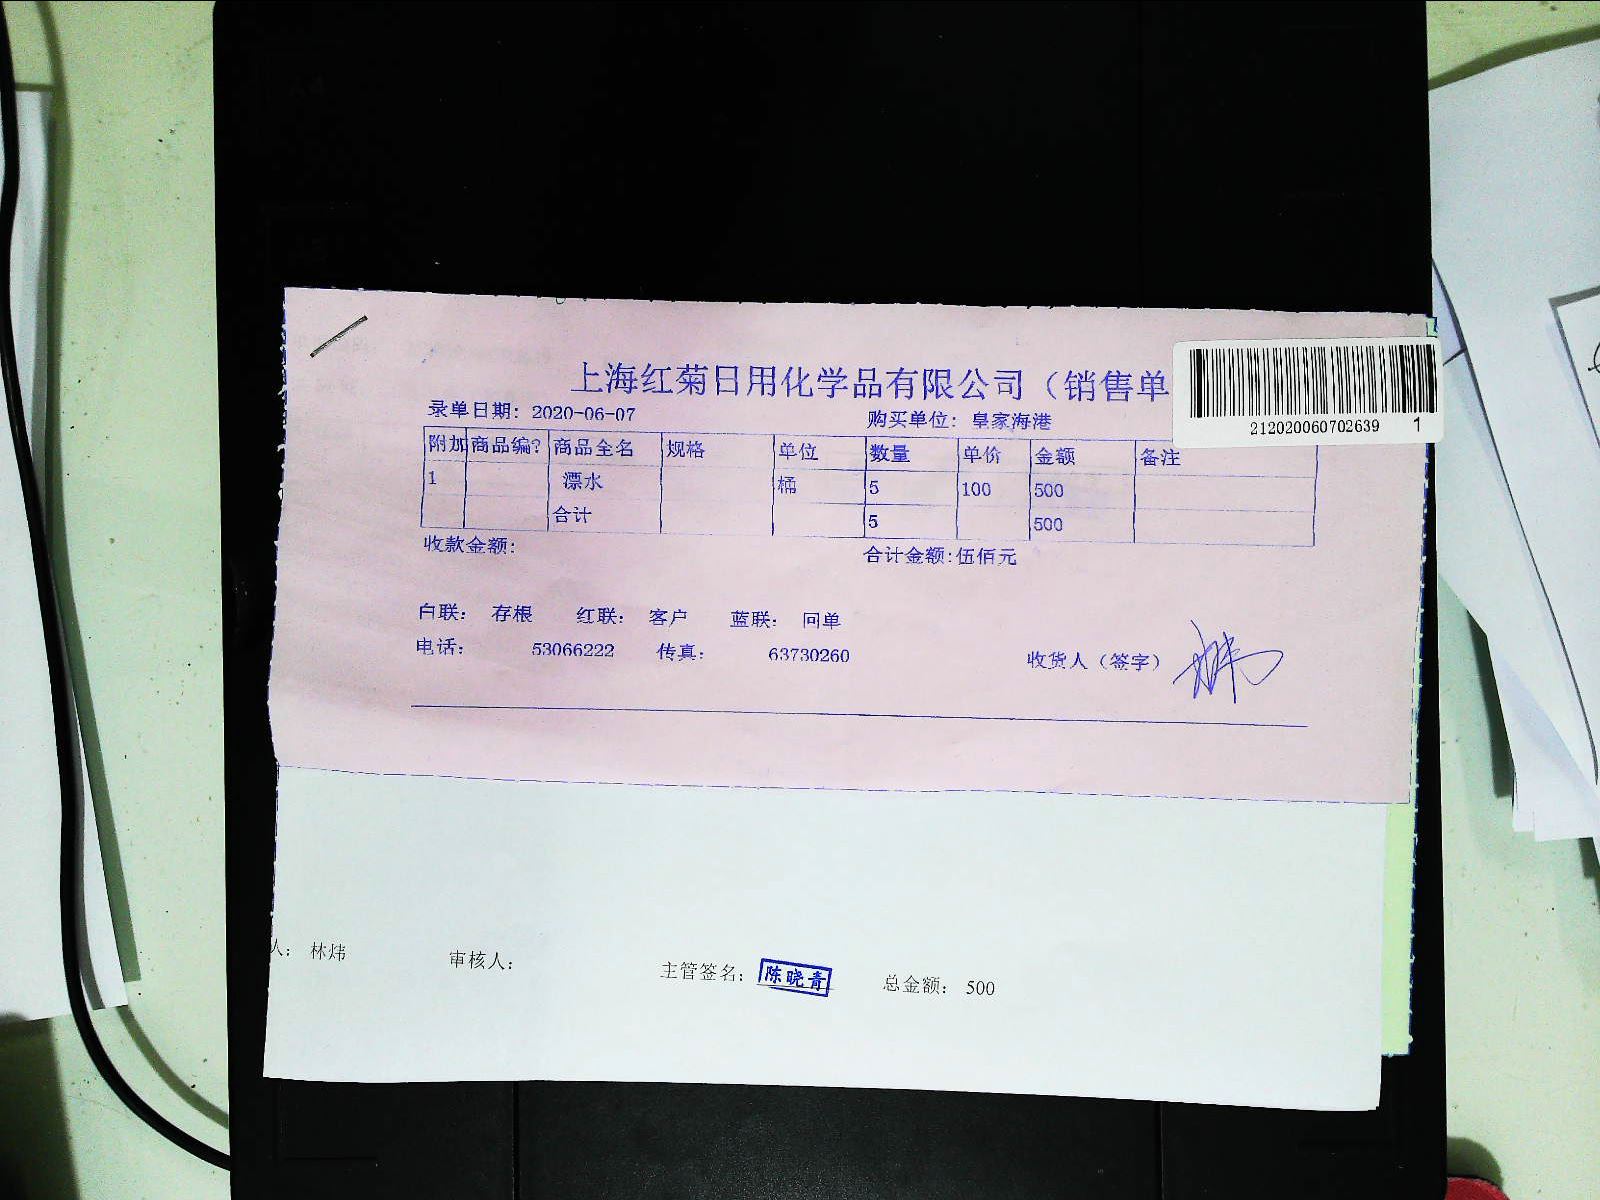 上海红菊日用化学品有限公司（销售单
212020060702639 1
录单日期: 2020-06-07 购买单位: 皇家海港
附加 商品编? 商品全名 规格 单位 数量 单价 金额 备注
1 漂水 桶 5 100 500
合计 5 500
收款金额: 合计金额:伍佰元
白联: 存根 红联: 客户 蓝联: 回单
电话: 53066222 传真: 63730260 收货人（签字）
人: 林炜 审核人: 主管签名: 陈晓青 总金额: 500